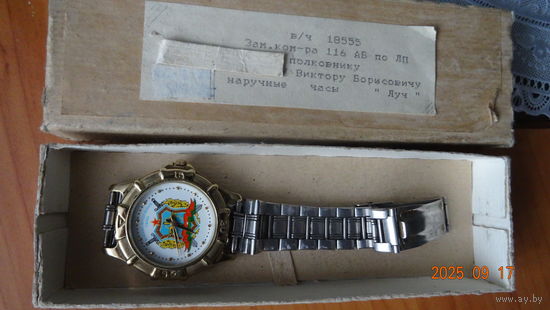 в/ч 18555
Зам.ком-ра 116 АБ по ЛП
полковнику
Виктору Борисовичу
наручные часы "Луч"
2025 09 17
www.ay.by